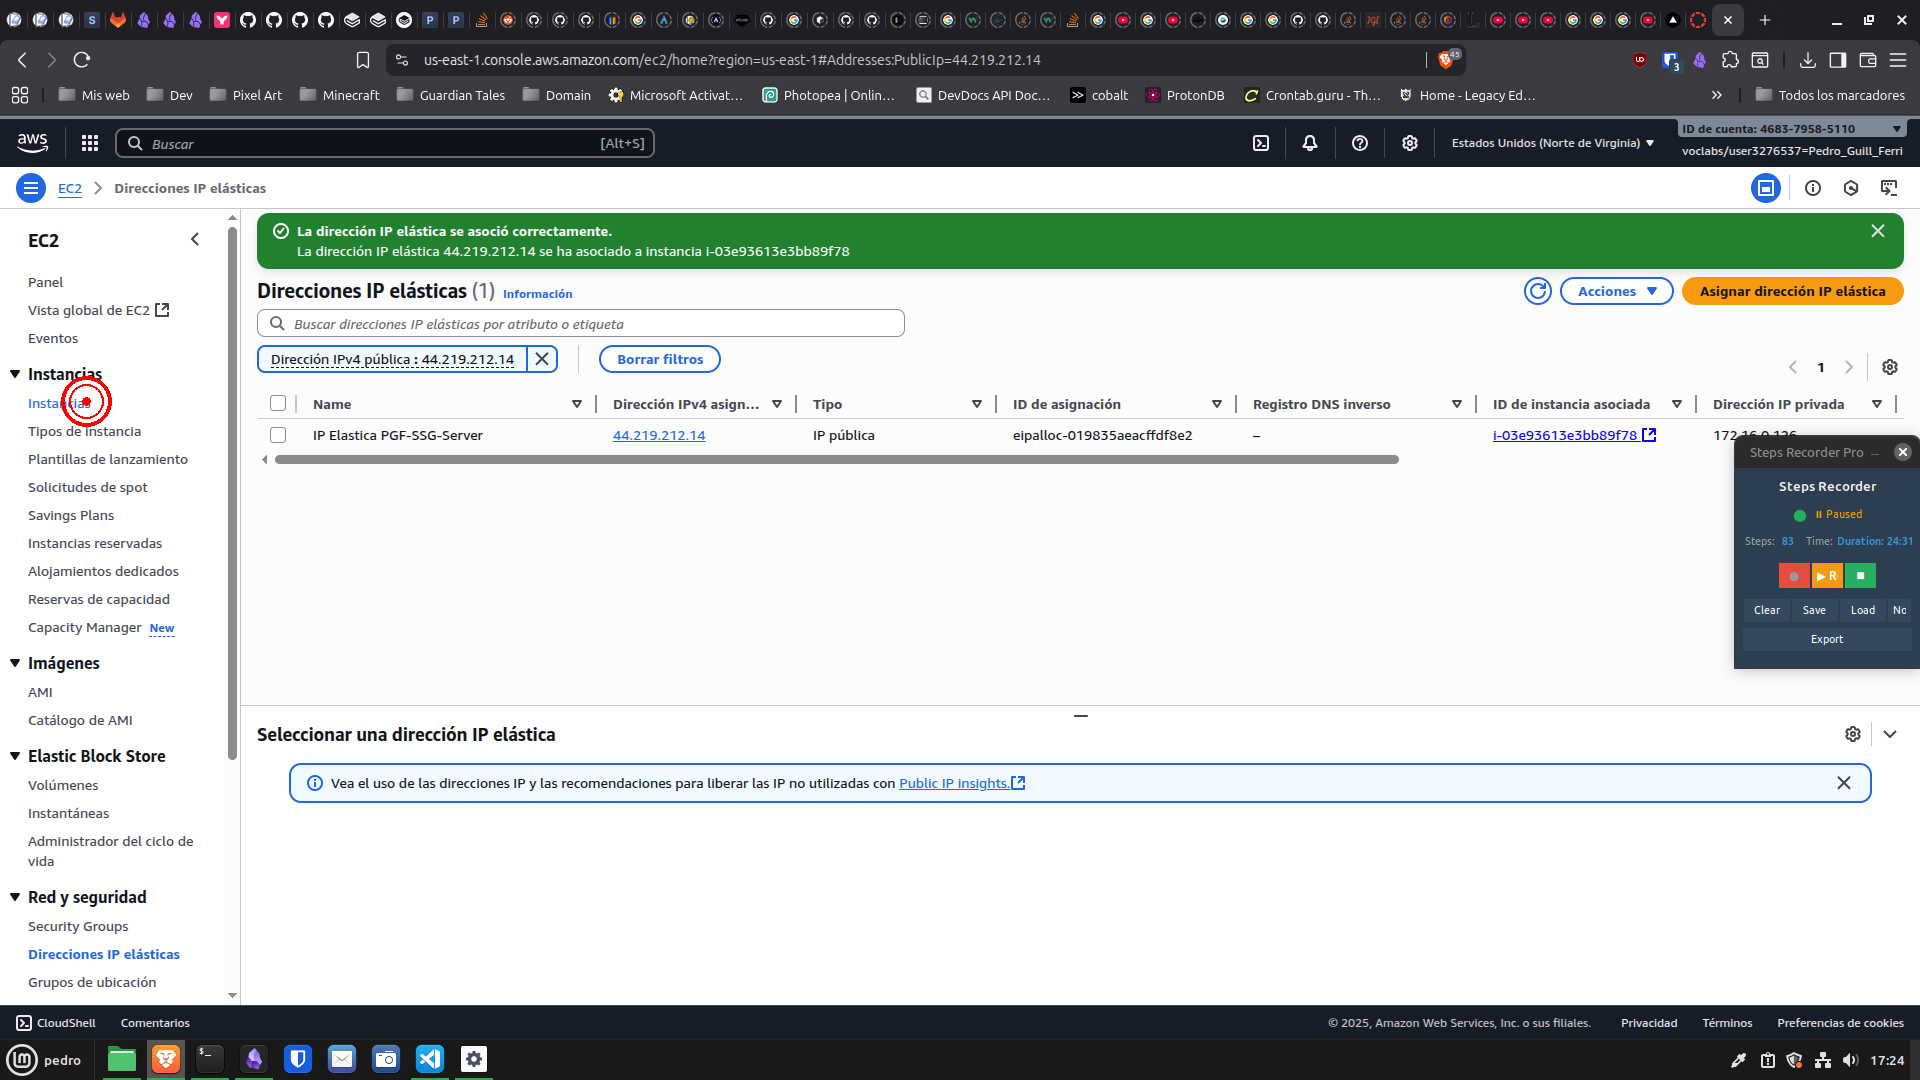 us-east-1.console.aws.amazon.com/ec2/home?region=us-east-1#Addresses:PublicIp=44.219.212.14
45
3
Mis web
Dev
Pixel Art
Minecraft
Guardian Tales
Domain
Microsoft Activat...
Photopea | Onlin...
DevDocs API Doc...
cobalt
ProtonDB
Crontab.guru - Th...
Home - Legacy Ed...
Todos los marcadores
aws
Buscar
[Alt+S]
Estados Unidos (Norte de Virginia)
ID de cuenta: 4683-7958-5110
voclabs/user3276537=Pedro_Guill_Ferri
EC2
Direcciones IP elásticas
EC2
Panel
Vista global de EC2
Eventos
Instancias
Instancias
Tipos de instancia
Plantillas de lanzamiento
Solicitudes de spot
Savings Plans
Instancias reservadas
Alojamientos dedicados
Reservas de capacidad
Capacity Manager New
Imágenes
AMI
Catálogo de AMI
Elastic Block Store
Volúmenes
Instantáneas
Administrador del ciclo de
vida
Red y seguridad
Security Groups
Direcciones IP elásticas
Grupos de ubicación
La dirección IP elástica se asoció correctamente.
La dirección IP elástica 44.219.212.14 se ha asociado a instancia i-03e93613e3bb89f78
Direcciones IP elásticas (1) Información
Acciones
Asignar dirección IP elástica
Buscar direcciones IP elásticas por atributo o etiqueta
Dirección IPv4 pública : 44.219.212.14
Borrar filtros
1
Name
Dirección IPv4 asign...
Tipo
ID de asignación
Registro DNS inverso
ID de instancia asociada
Dirección IP privada
IP Elastica PGF-SSG-Server
44.219.212.14
IP pública
eipalloc-019835aeacffdf8e2
–
i-03e93613e3bb89f78
172.16.0.126
Steps Recorder Pro
Steps Recorder
Paused
Steps: 83 Time: Duration: 24:31
R
Clear
Save
Load
No
Export
Seleccionar una dirección IP elástica
Vea el uso de las direcciones IP y las recomendaciones para liberar las IP no utilizadas con Public IP insights.
CloudShell
Comentarios
© 2025, Amazon Web Services, Inc. o sus filiales.
Privacidad
Términos
Preferencias de cookies
pedro
17:24